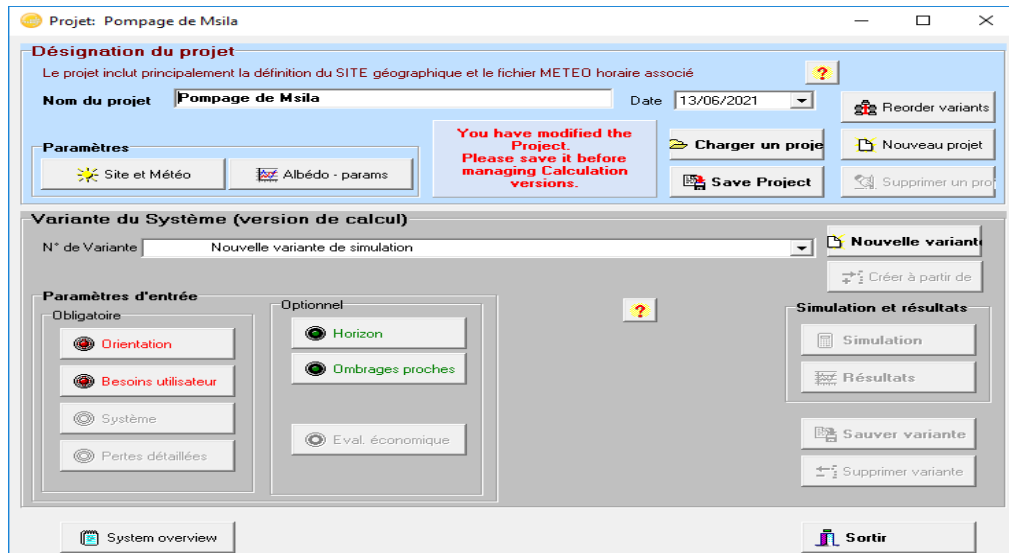 Projet: Pompage de Msila
Désignation du projet
Le projet inclut principalement la définition du SITE géographique et le fichier METEO horaire associé
?
Nom du projet Pompage de Msila Date 13/06/2021
Reorder variants
Paramètres
Site et Météo
Albédo - params
You have modified the
Project.
Please save it before
managing Calculation
versions.
Charger un proje
Nouveau projet
Save Project
Supprimer un pro
Variante du Système (version de calcul)
N° de Variante Nouvelle variante de simulation
Nouvelle variant
Créer à partir de
Paramètres d'entrée
Obligatoire
Orientation
Besoins utilisateur
Système
Pertes détaillées
Optionnel
Horizon
Ombrages proches
Eval. économique
?
Simulation et résultats
Simulation
Résultats
Sauver variante
Supprimer variante
System overview
Sortir